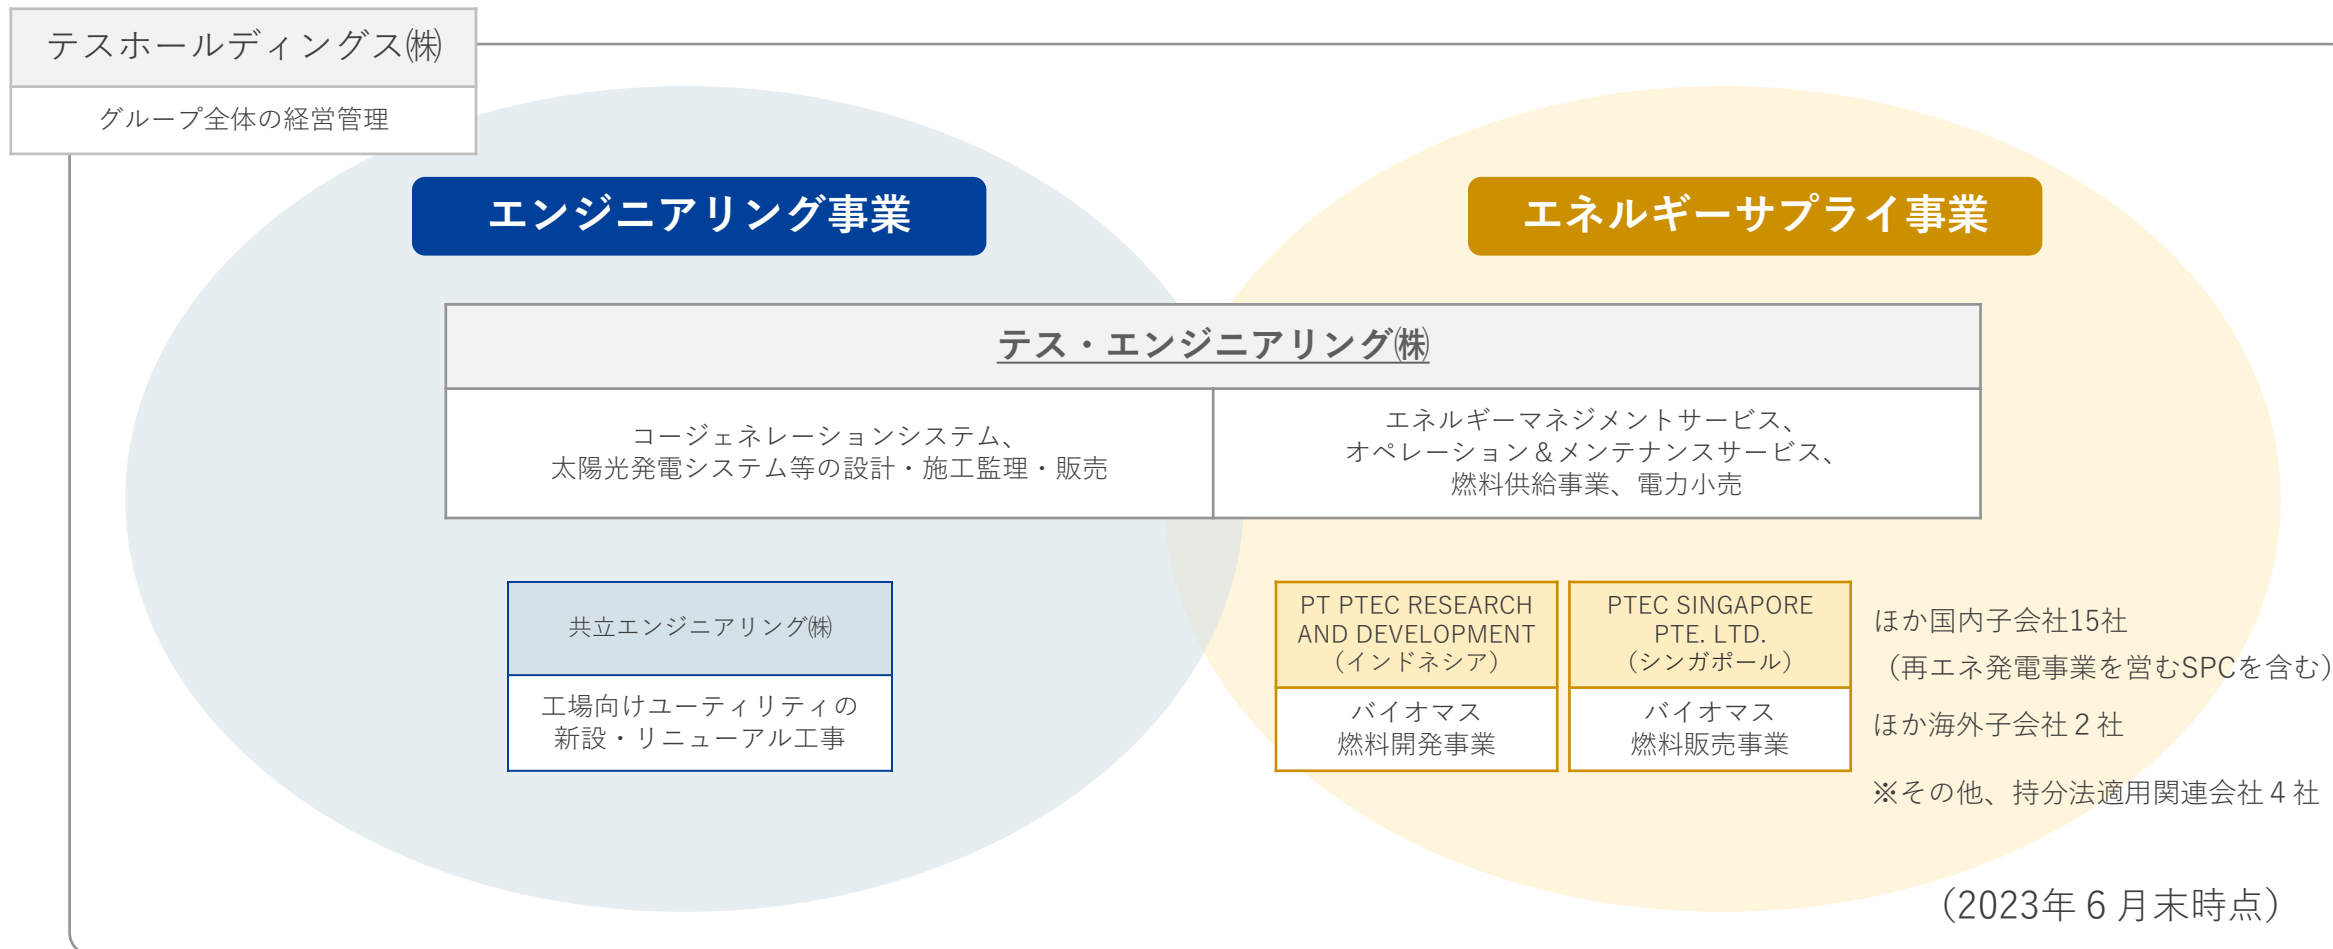 テスホールディングス㈱
グループ全体の経営管理
エンジニアリング事業
エネルギーサプライ事業
テス・エンジニアリング㈱
コージェネレーションシステム、
太陽光発電システム等の設計・施工監理・販売
エネルギーマネジメントサービス、
オペレーション＆メンテナンスサービス、
燃料供給事業、電力小売
共立エンジニアリング㈱
工場向けユーティリティの
新設・リニューアル工事
PT PTEC RESEARCH
AND DEVELOPMENT
（インドネシア）
バイオマス
燃料開発事業
PTEC SINGAPORE
PTE. LTD.
（シンガポール）
バイオマス
燃料販売事業
ほか国内子会社15社
（再エネ発電事業を営むSPCを含む）
ほか海外子会社２社
※その他、持分法適用関連会社４社
（2023年６月末時点）